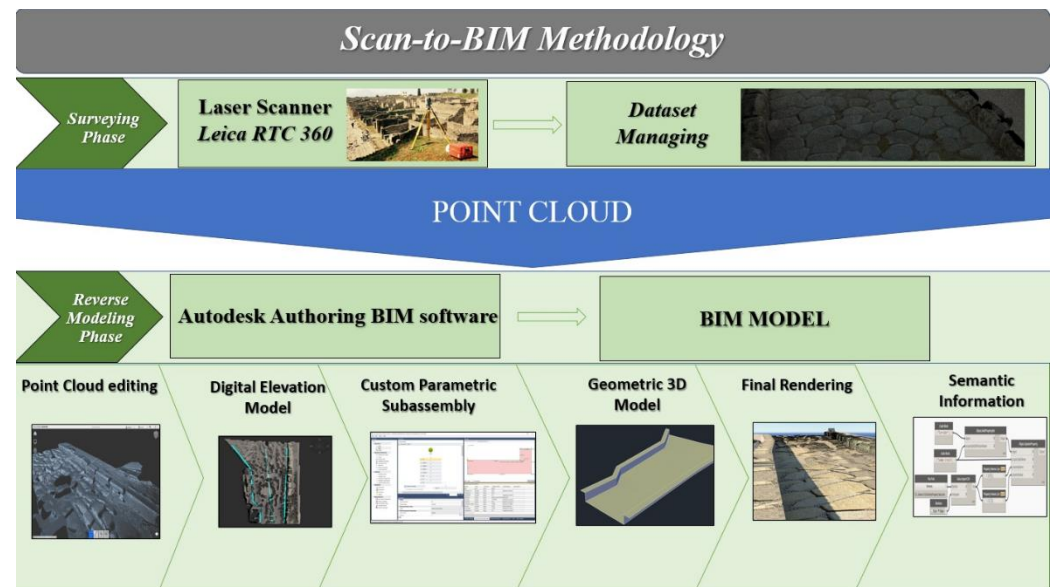 Scan-to-BIM Methodology
Surveying
Phase
Laser Scanner
Leica RTC 360
Dataset
Managing
POINT CLOUD
Reverse
Modeling
Phase
Autodesk Authoring BIM software
BIM MODEL
Point Cloud editing
Digital Elevation
Model
Custom Parametric
Subassembly
Geometric 3D
Model
Final Rendering
Semantic
Information